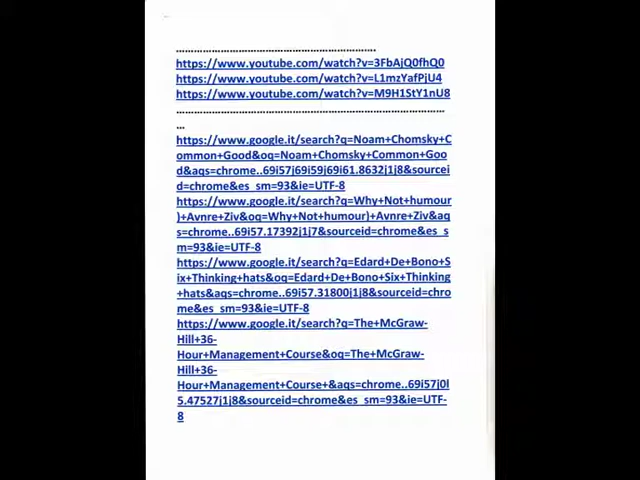 ...................................................................
https://www.youtube.com/watch?v=3FbAjQ0fhQ0
https://www.youtube.com/watch?v=L1mzYafPjU4
https://www.youtube.com/watch?v=M9H1StY1nU8
..........................................................................................
...
https://www.google.it/search?q=Noam+Chomsky+C
ommon+Good&oq=Noam+Chomsky+Common+Goo
d&aqs=chrome..69i57j69i59j69i61.8632j1j8&sourcei
d=chrome&es_sm=93&ie=UTF-8
https://www.google.it/search?q=Why+Not+humour
)+Avnre+Ziv&oq=Why+Not+humour)+Avnre+Ziv&aq
s=chrome..69i57.17392j1j7&sourceid=chrome&es_s
m=93&ie=UTF-8
https://www.google.it/search?q=Edard+De+Bono+S
ix+Thinking+hats&oq=Edard+De+Bono+Six+Thinking
+hats&aqs=chrome..69i57.31800j1j8&sourceid=chro
me&es_sm=93&ie=UTF-8
https://www.google.it/search?q=The+McGraw-
Hill+36-
Hour+Management+Course&oq=The+McGraw-
Hill+36-
Hour+Management+Course+&aqs=chrome..69i57j0l
5.47527j1j8&sourceid=chrome&es_sm=93&ie=UTF-
8